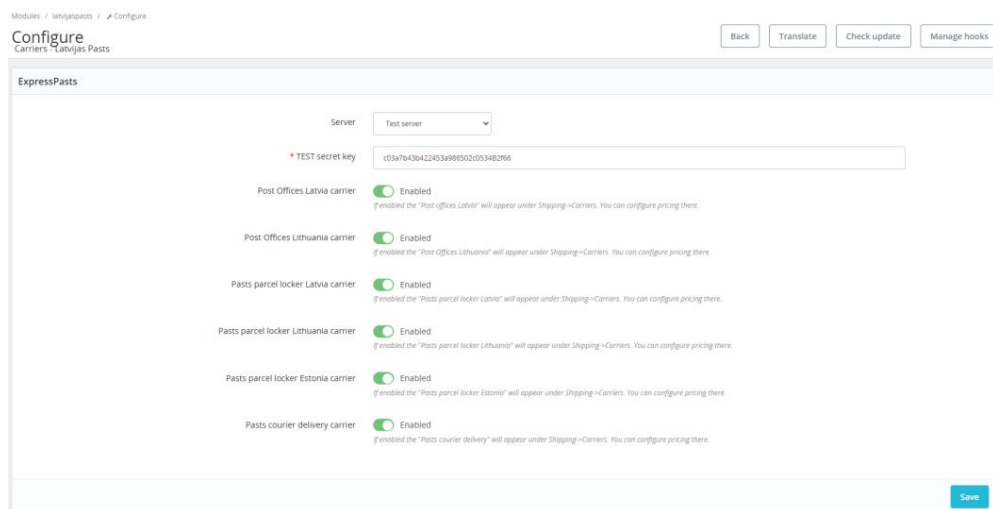 Modules / latvijaspasts / Configure
Configure
Carriers - Latvijas Pasts
Back
Translate
Check update
Manage hooks
ExpressPasts
Server
Test server
* TEST secret key
c03a7b43b422453a986502c0534B2f66
Post Offices Latvia carrier
Enabled
If enabled the "Post offices Latvia" will appear under Shipping->Carriers. You can configure pricing there.
Post Offices Lithuania carrier
Enabled
If enabled the "Post Offices Lithuania" will appear under Shipping->Carriers. You can configure pricing there.
Pasts parcel locker Latvia carrier
Enabled
If enabled the "Pasts parcel locker Latvia" will appear under Shipping->Carriers. You can configure pricing there.
Pasts parcel locker Lithuania carrier
Enabled
If enabled the "Pasts parcel locker Lithuania" will appear under Shipping->Carriers. You can configure pricing there.
Pasts parcel locker Estonia carrier
Enabled
If enabled the "Pasts parcel locker Estonia" will appear under Shipping->Carriers. You can configure pricing there.
Pasts courier delivery carrier
Enabled
If enabled the "Pasts courier delivery" will appear under Shipping->Carriers. You can configure pricing there.
Save